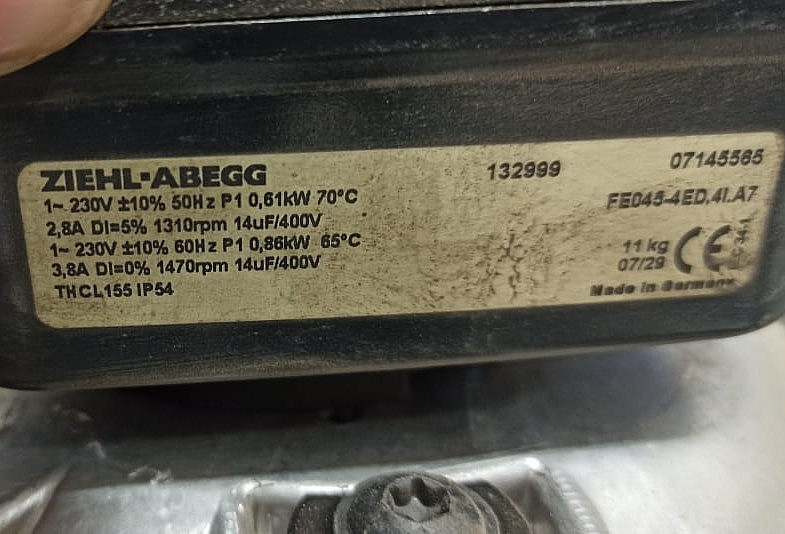 ZIEHL-ABEGG 132999 07145565
1~ 230V ±10% 50Hz P1 0,61kW 70°C FE045-4ED.4I.A7
2,8A DI=5% 1310rpm 14uF/400V
1~ 230V ±10% 60Hz P1 0,86kW 65°C 11 kg CE
3,8A DI=0% 1470rpm 14uF/400V 07/29
THCL155 IP54 Made in Germany